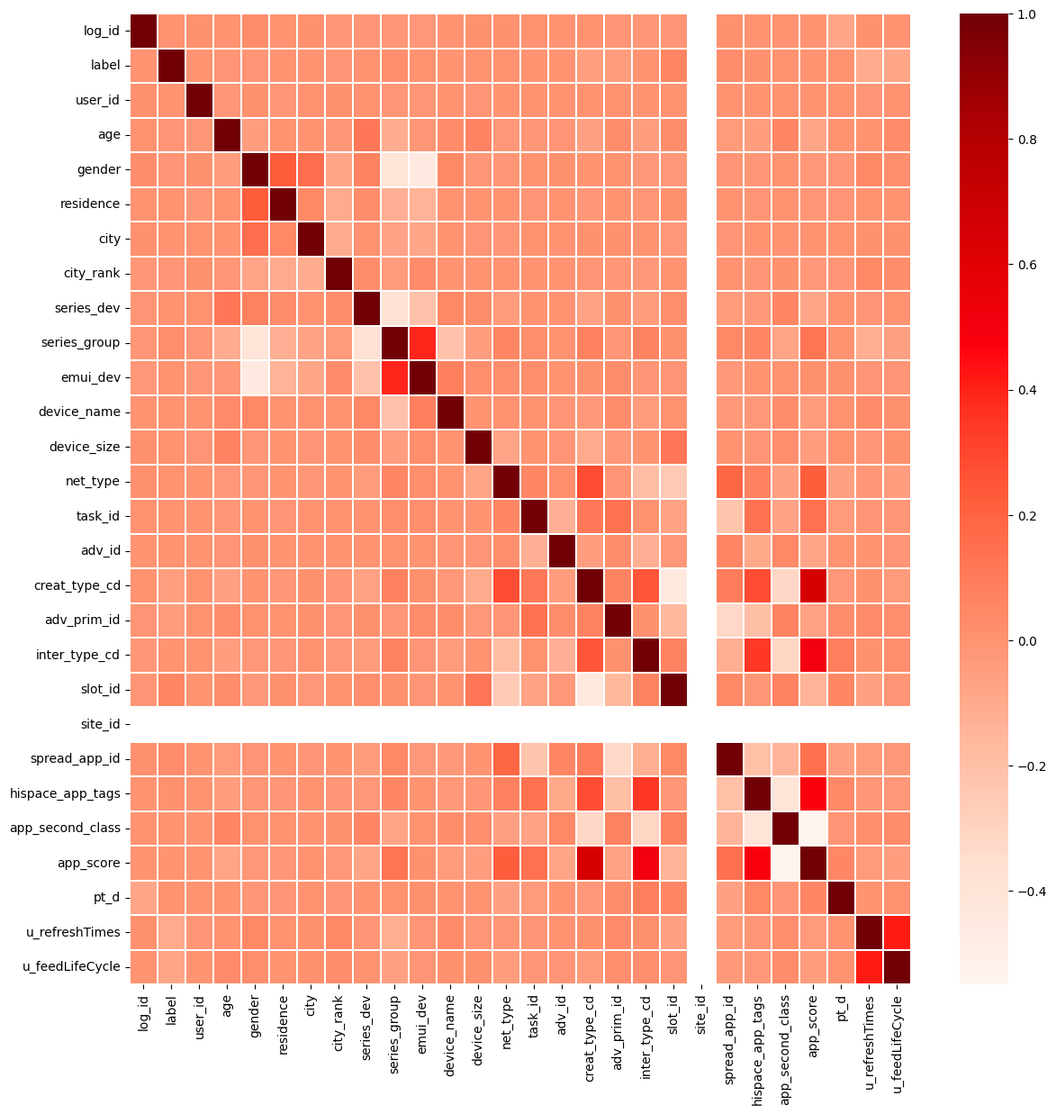 log_id
label
user_id
age
gender
residence
city
city_rank
series_dev
series_group
emui_dev
device_name
device_size
net_type
task_id
adv_id
creat_type_cd
adv_prim_id
inter_type_cd
slot_id
site_id
spread_app_id
hispace_app_tags
app_second_class
app_score
pt_d
u_refreshTimes
u_feedLifeCycle
log_id
label
user_id
age
gender
residence
city
city_rank
series_dev
series_group
emui_dev
device_name
device_size
net_type
task_id
adv_id
creat_type_cd
adv_prim_id
inter_type_cd
slot_id
site_id
spread_app_id
hispace_app_tags
app_second_class
app_score
pt_d
u_refreshTimes
u_feedLifeCycle
1.0
0.8
0.6
0.4
0.2
0.0
−0.2
−0.4